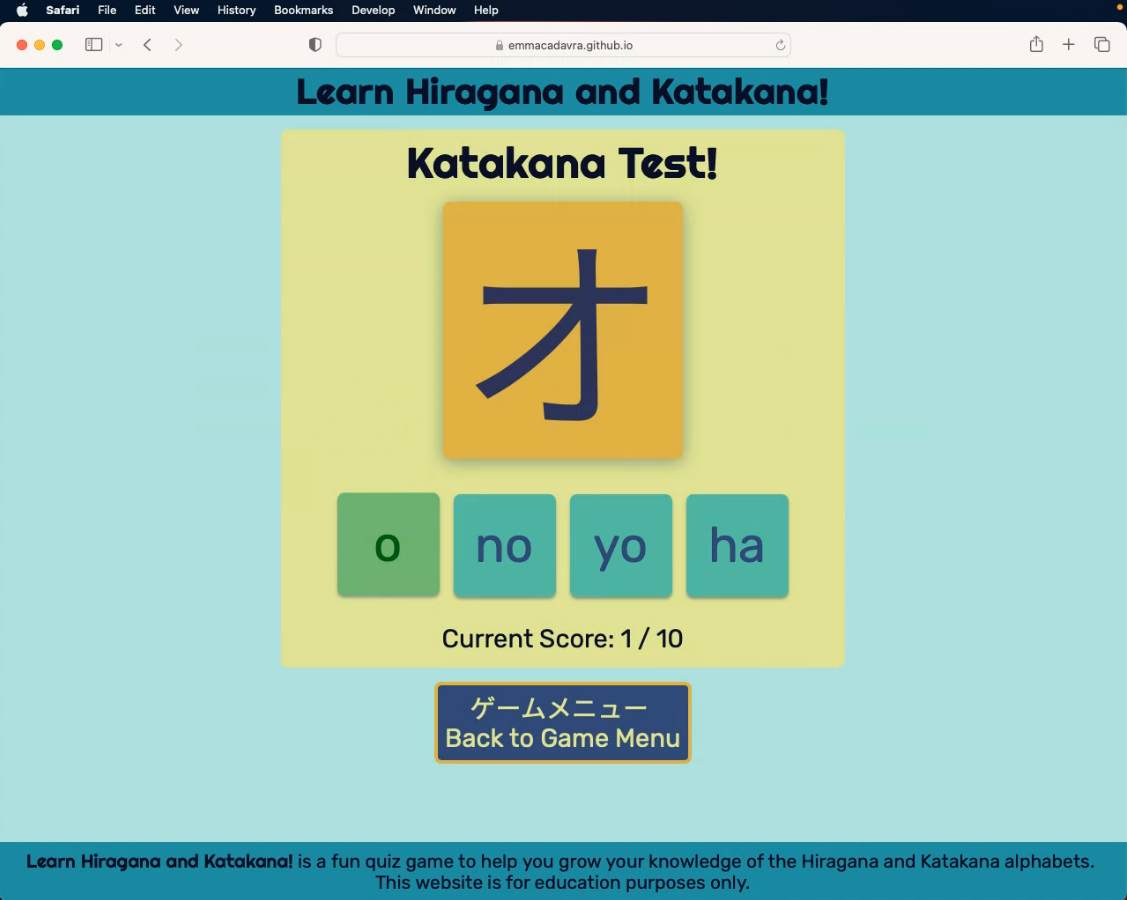 Safari File Edit View History Bookmarks Develop Window Help
emmacadavra.github.io
Learn Hiragana and Katakana!
Katakana Test!
オ
o no yo ha
Current Score: 1 / 10
ゲームメニュー
Back to Game Menu
Learn Hiragana and Katakana! is a fun quiz game to help you grow your knowledge of the Hiragana and Katakana alphabets.
This website is for education purposes only.